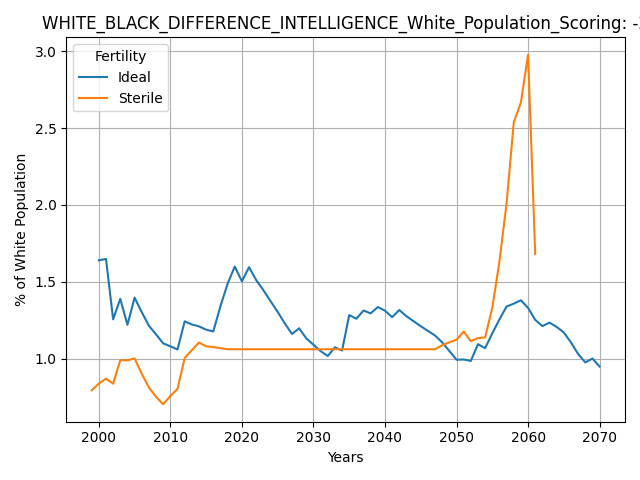 WHITE_BLACK_DIFFERENCE_INTELLIGENCE_White_Population_Scoring: -
Fertility
Ideal
Sterile
3.0
2.5
2.0
1.5
1.0
% of White Population
2000 2010 2020 2030 2040 2050 2060 2070
Years